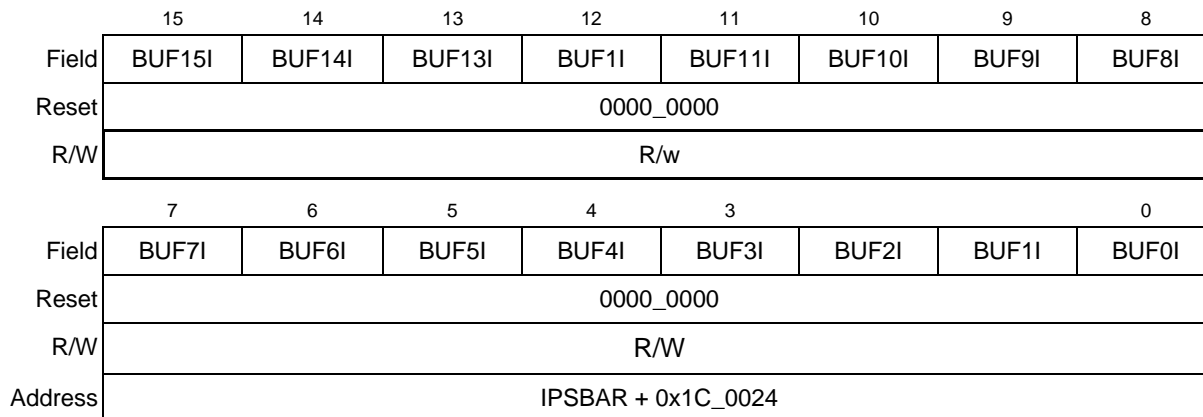 15 14 13 12 11 10 9 8
Field BUF15I BUF14I BUF13I BUF1I BUF11I BUF10I BUF9I BUF8I
Reset 0000_0000
R/W R/w
7 6 5 4 3 0
Field BUF7I BUF6I BUF5I BUF4I BUF3I BUF2I BUF1I BUF0I
Reset 0000_0000
R/W R/W
Address IPSBAR + 0x1C_0024